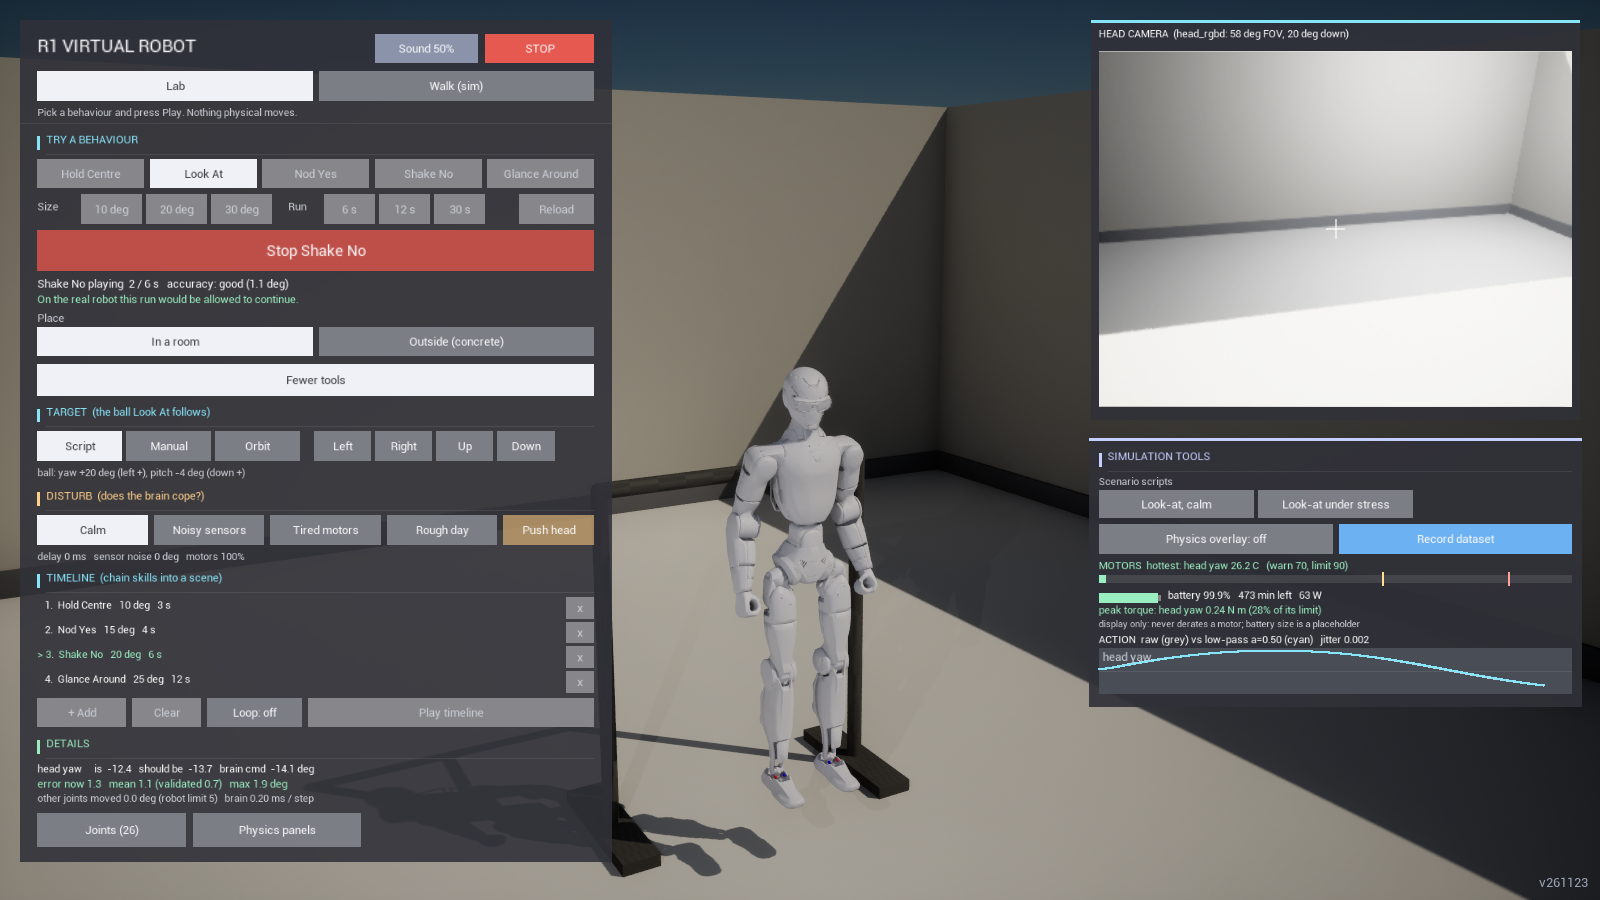 R1 VIRTUAL ROBOT
Sound 50%
STOP
Lab
Walk (sim)
Pick a behaviour and press Play. Nothing physical moves.
TRY A BEHAVIOUR
Hold Centre
Look At
Nod Yes
Shake No
Glance Around
Size
10 deg
20 deg
30 deg
Run
6 s
12 s
30 s
Reload
Stop Shake No
Shake No playing 2 / 6 s accuracy: good (1.1 deg)
On the real robot this run would be allowed to continue.
Place
In a room
Outside (concrete)
Fewer tools
TARGET (the ball Look At follows)
Script
Manual
Orbit
Left
Right
Up
Down
ball: yaw +20 deg (left +), pitch -4 deg (down +)
DISTURB (does the brain cope?)
Calm
Noisy sensors
Tired motors
Rough day
Push head
delay 0 ms sensor noise 0 deg motors 100%
TIMELINE (chain skills into a scene)
1. Hold Centre 10 deg 3 s
x
2. Nod Yes 15 deg 4 s
x
> 3. Shake No 20 deg 6 s
x
4. Glance Around 25 deg 12 s
x
+ Add
Clear
Loop: off
Play timeline
DETAILS
head yaw is -12.4 should be -13.7 brain cmd -14.1 deg
error now 1.3 mean 1.1 (validated 0.7) max 1.9 deg
other joints moved 0.0 deg (robot limit 5) brain 0.20 ms / step
Joints (26)
Physics panels
HEAD CAMERA (head_rgbd: 58 deg FOV, 20 deg down)
SIMULATION TOOLS
Scenario scripts
Look-at, calm
Look-at under stress
Physics overlay: off
Record dataset
MOTORS hottest: head yaw 26.2 C (warn 70, limit 90)
battery 99.9% 473 min left 63 W
peak torque: head yaw 0.24 N m (28% of its limit)
display only: never derates a motor; battery size is a placeholder
ACTION raw (grey) vs low-pass a=0.50 (cyan) jitter 0.002
head yaw
v261123